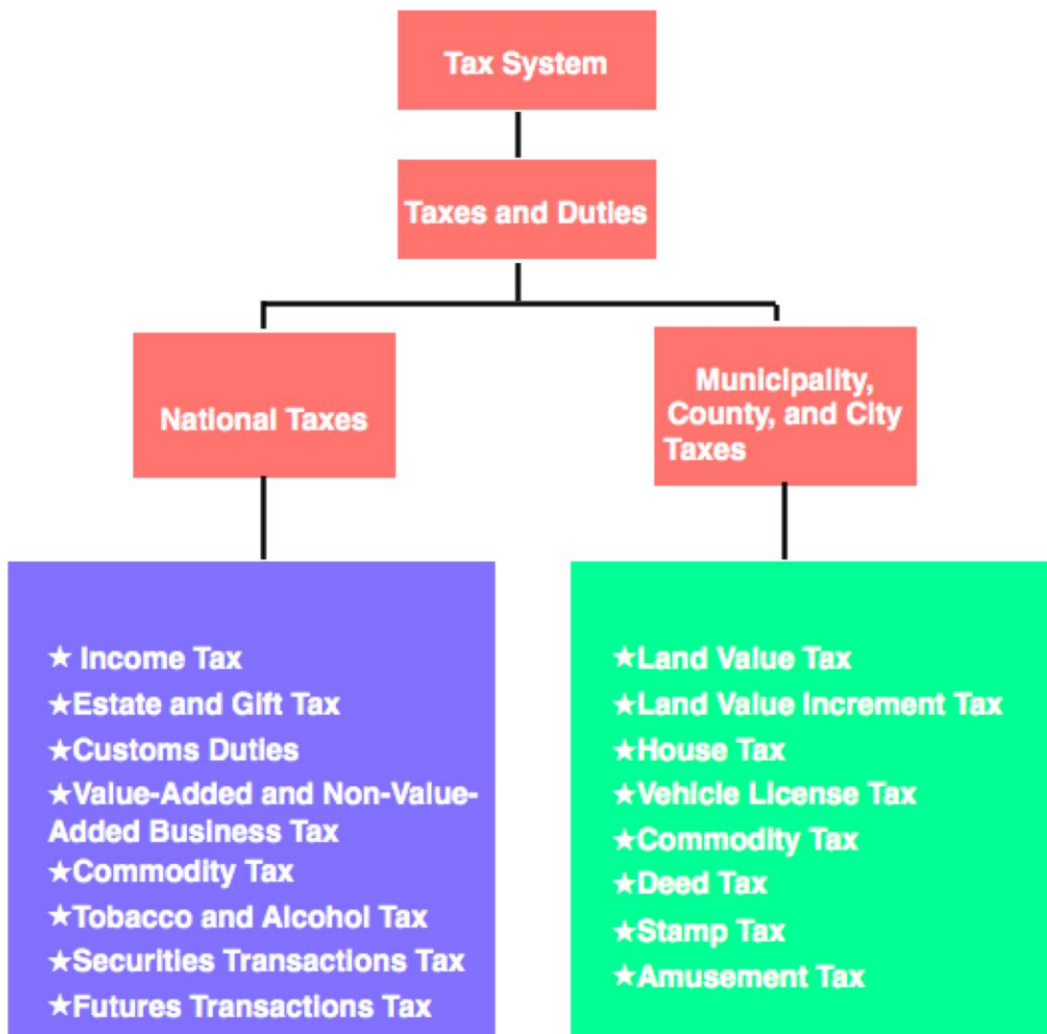 Tax System
Taxes and Duties
National Taxes
Municipality,
County, and City
Taxes
★ Income Tax
★Estate and Gift Tax
★Customs Duties
★Value-Added and Non-Value-
Added Business Tax
★Commodity Tax
★Tobacco and Alcohol Tax
★Securities Transactions Tax
★Futures Transactions Tax
★Land Value Tax
★Land Value Increment Tax
★House Tax
★Vehicle License Tax
★Commodity Tax
★Deed Tax
★Stamp Tax
★Amusement Tax